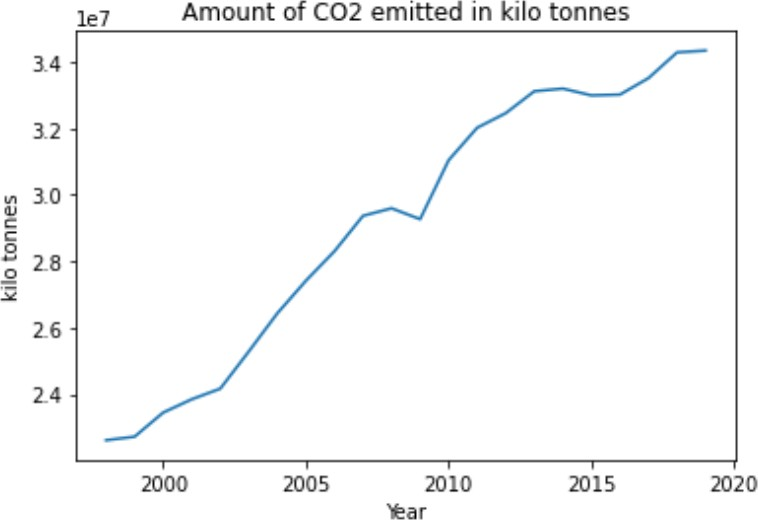 Amount of CO2 emitted in kilo tonnes
1e7
3.4
3.2
3.0
2.8
2.6
2.4
kilo tonnes
2000 2005 2010 2015 2020
Year